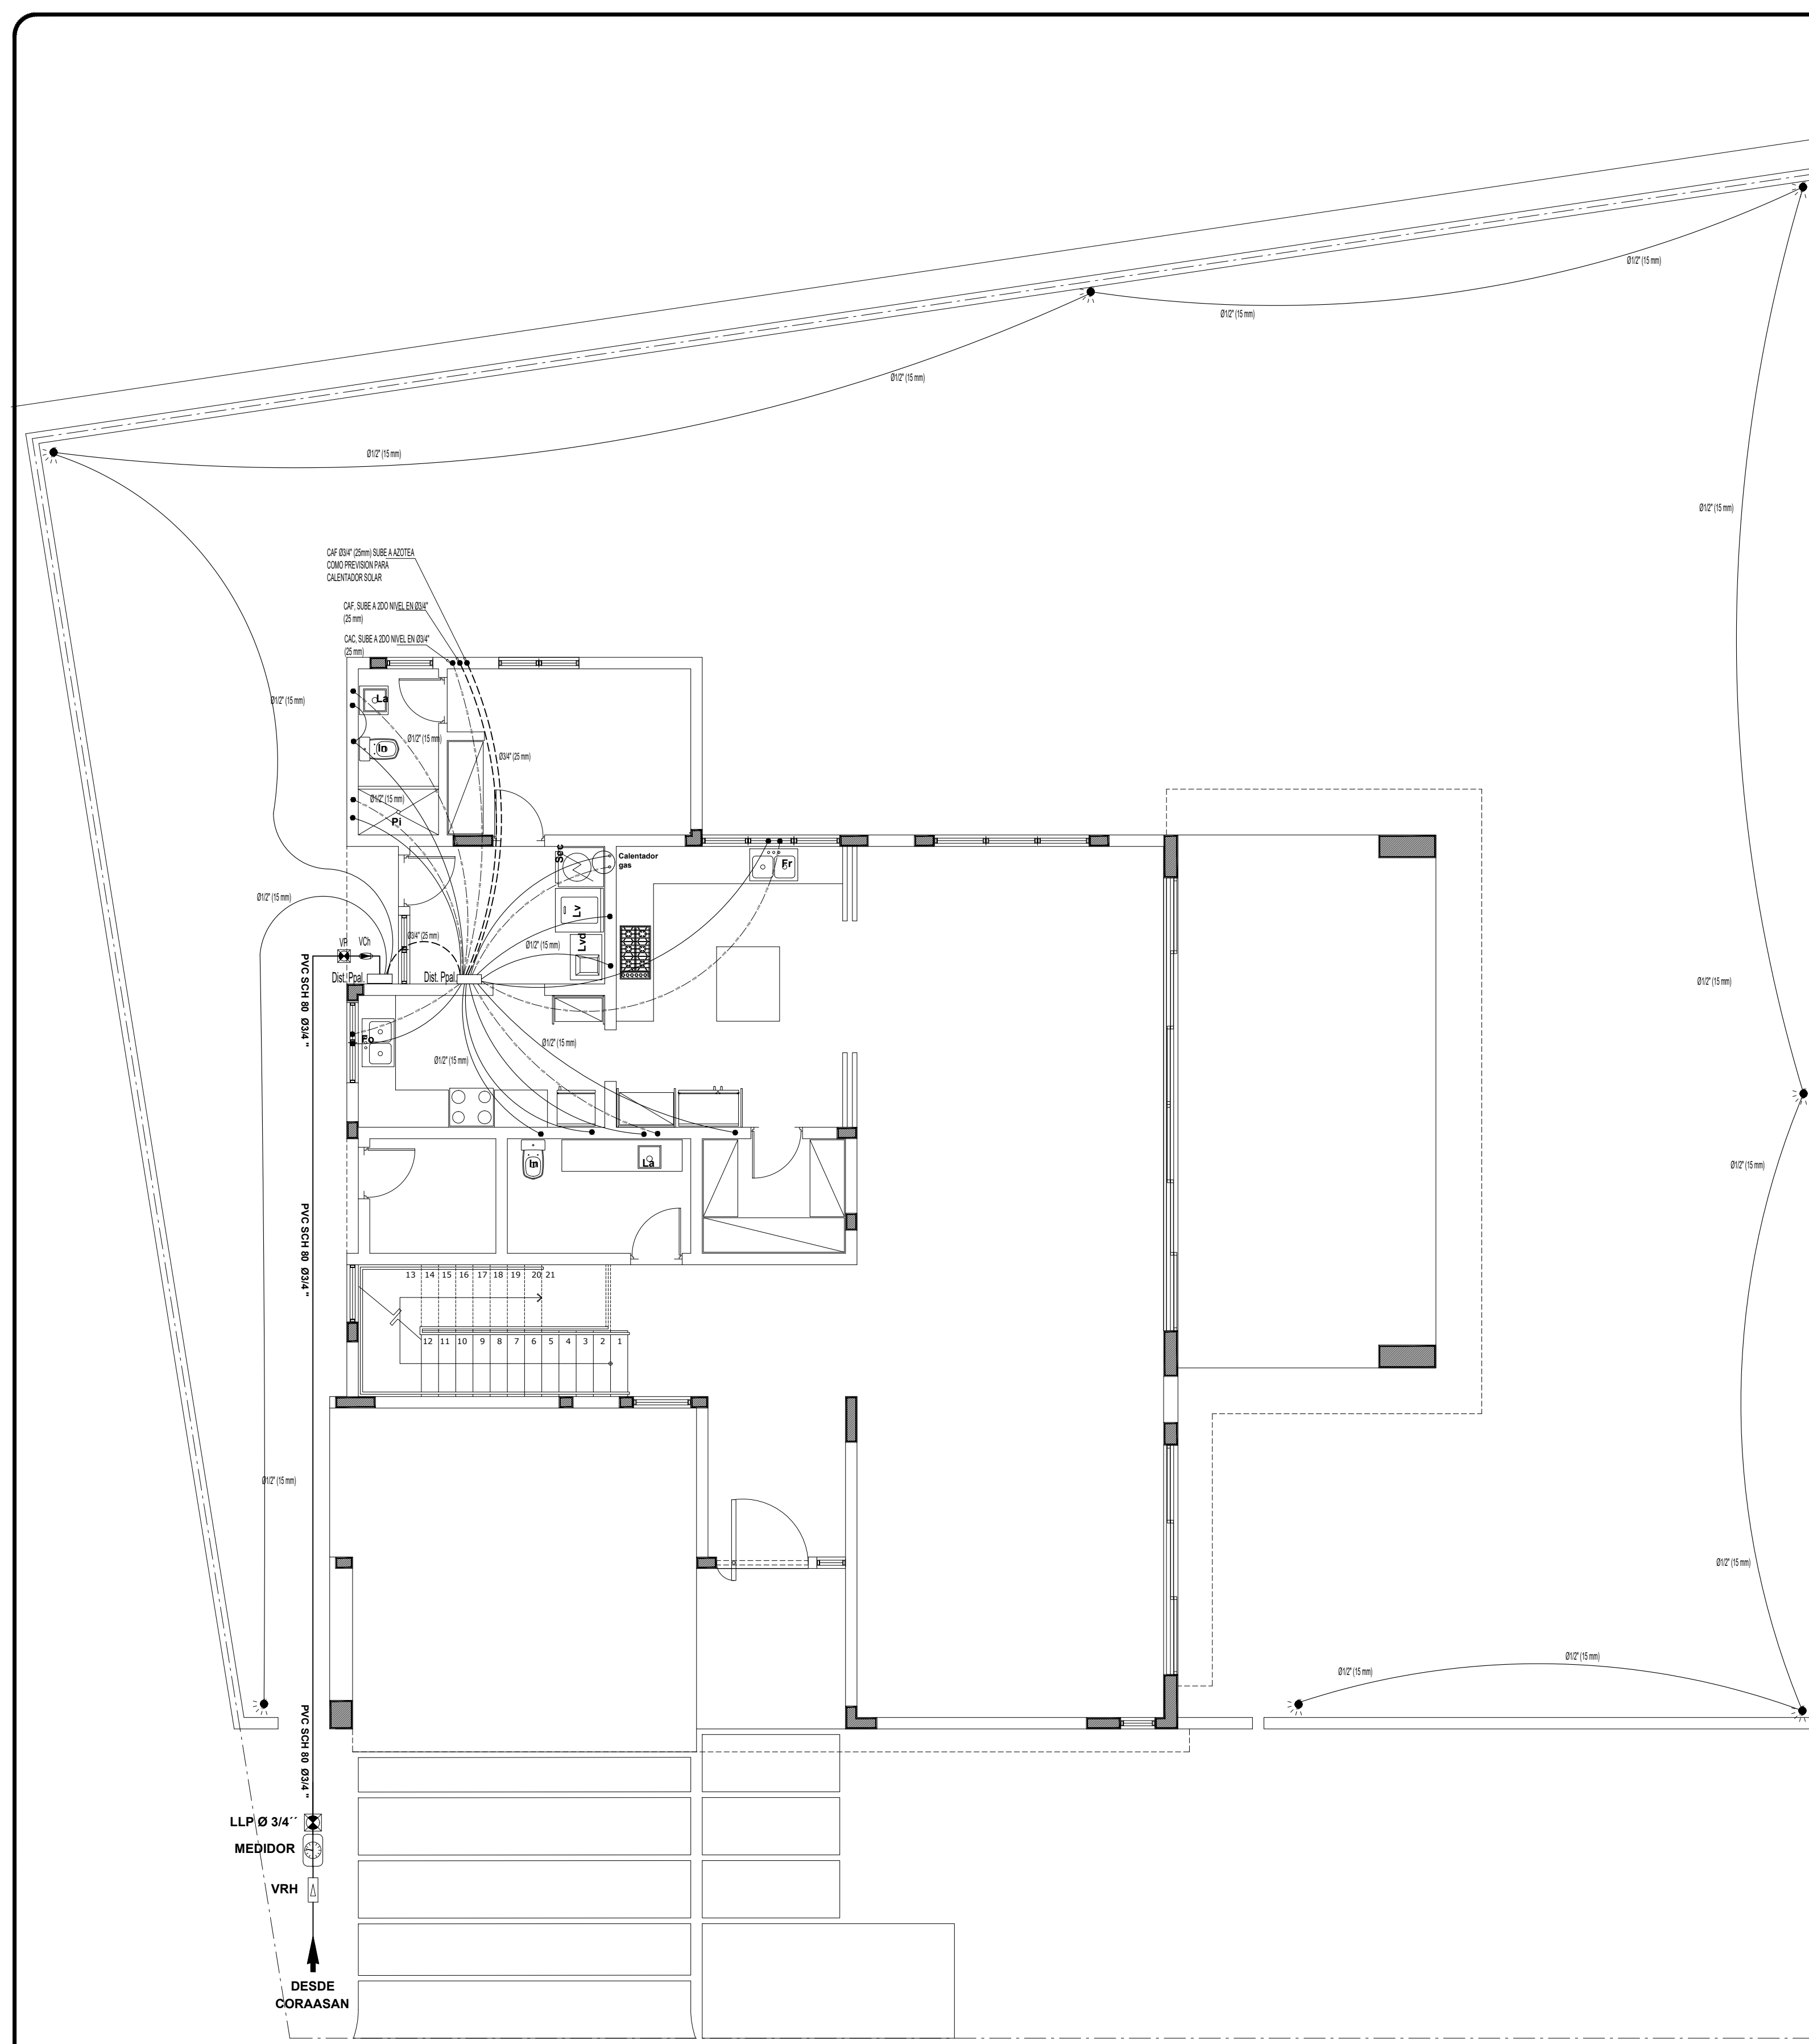 Ø1/2" (15 mm)
Ø1/2" (15 mm)
Ø1/2" (15 mm)
Ø1/2" (15 mm)
Ø1/2" (15 mm)
CAF Ø3/4" (25mm) SUBE A AZOTEA
COMO PREVISION PARA
CALENTADOR SOLAR
CAF, SUBE A 2DO NIVEL EN Ø3/4"
(25 mm)
CAC, SUBE A 2DO NIVEL EN Ø3/4"
(25 mm)
La
Ø1/2" (15 mm)
Ø1/2" (15 mm)
In
Ø3/4" (25 mm)
Ø1/2" (15 mm)
Pi
Sec
Calentador
gas
Fr
Ø1/2" (15 mm)
Lv
Ø3/4" (25 mm)
VP
VCh
Lvd
Ø1/2" (15 mm)
Dist. Ppal.
Dist. Ppal.
PVC SCH 80 Ø3/4 "
Ø1/2" (15 mm)
Fo
Ø1/2" (15 mm)
Ø1/2" (15 mm)
In
La
Ø1/2" (15 mm)
PVC SCH 80 Ø3/4 "
13 14 15 16 17 18 19 20 21
12 11 10 9 8 7 6 5 4 3 2 1
Ø1/2" (15 mm)
Ø1/2" (15 mm)
Ø1/2" (15 mm)
Ø1/2" (15 mm)
PVC SCH 80 Ø3/4 "
LLP Ø 3/4´´
MEDIDOR
VRH
DESDE
CORAASAN